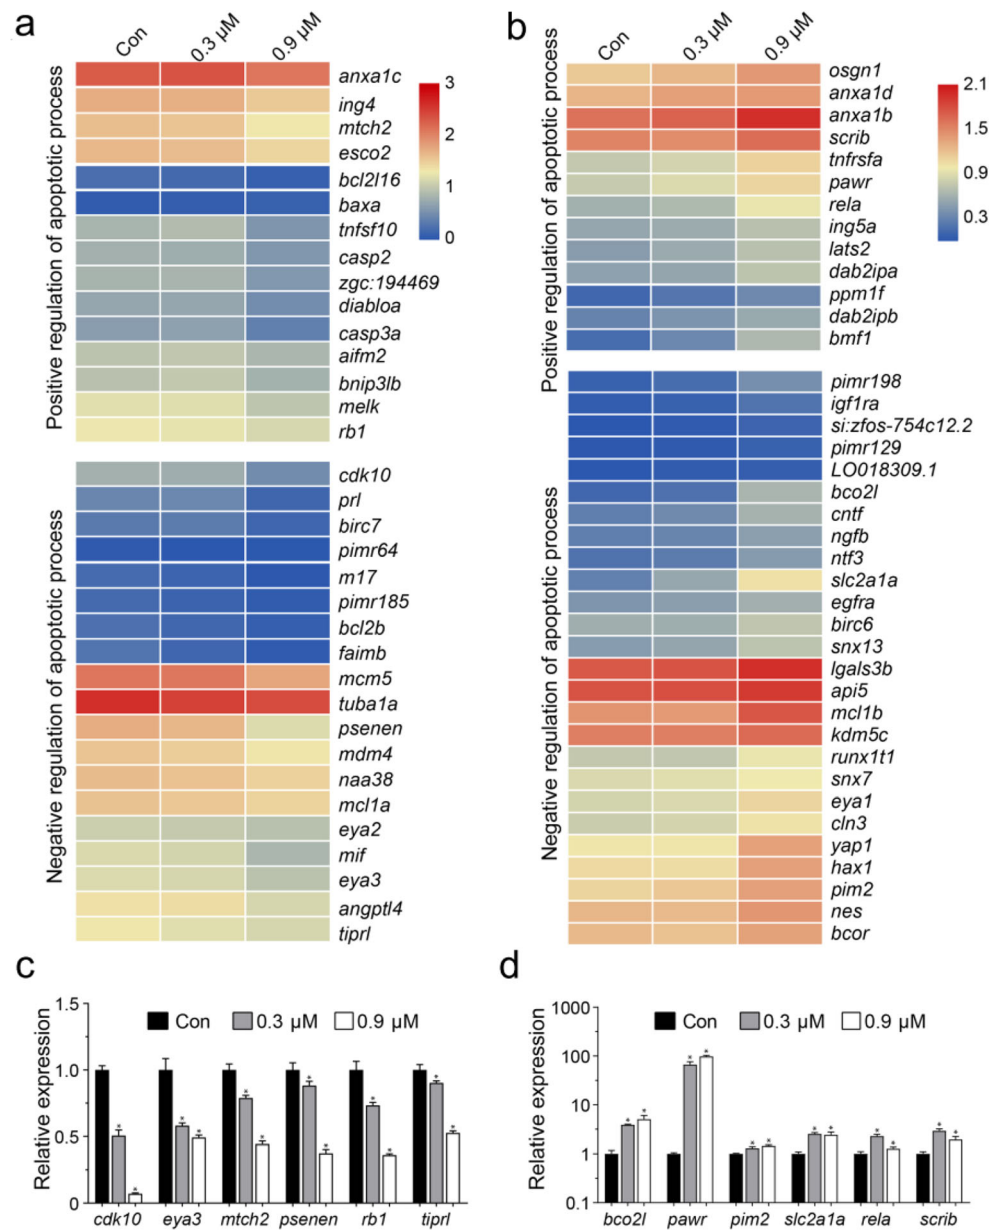 a
Con
0.3 μM
0.9 μM
Positive regulation of apoptotic process
anxa1c
ing4
mtch2
esco2
bcl2l16
baxa
tnfsf10
casp2
zgc:194469
diabloa
casp3a
aifm2
bnip3lb
melk
rb1
3
2
1
0
Negative regulation of apoptotic process
cdk10
prl
birc7
pimr64
m17
pimr185
bcl2b
faimb
mcm5
tuba1a
psenen
mdm4
naa38
mcl1a
eya2
mif
eya3
angptl4
tiprl
b
Con
0.3 μM
0.9 μM
Positive regulation of apoptotic process
osgn1
anxa1d
anxa1b
scrib
tnfrsfa
pawr
rela
ing5a
lats2
dab2ipa
ppm1f
dab2ipb
bmf1
2.1
1.5
0.9
0.3
Negative regulation of apoptotic process
pimr198
igf1ra
si:zfos-754c12.2
pimr129
LO018309.1
bco2l
cntf
ngfb
ntf3
slc2a1a
egfra
birc6
snx13
lgals3b
api5
mcl1b
kdm5c
runx1t1
snx7
eya1
cln3
yap1
hax1
pim2
nes
bcor
c
Relative expression
1.5
1.0
0.5
0
Con 0.3 μM 0.9 μM
* * * * * * * * * * * *
cdk10 eya3 mtch2 psenen rb1 tiprl
d
Relative expression
1000
100
10
1
0.1
Con 0.3 μM 0.9 μM
* * * * * * * * * * * *
bco2l pawr pim2 slc2a1a rela scrib